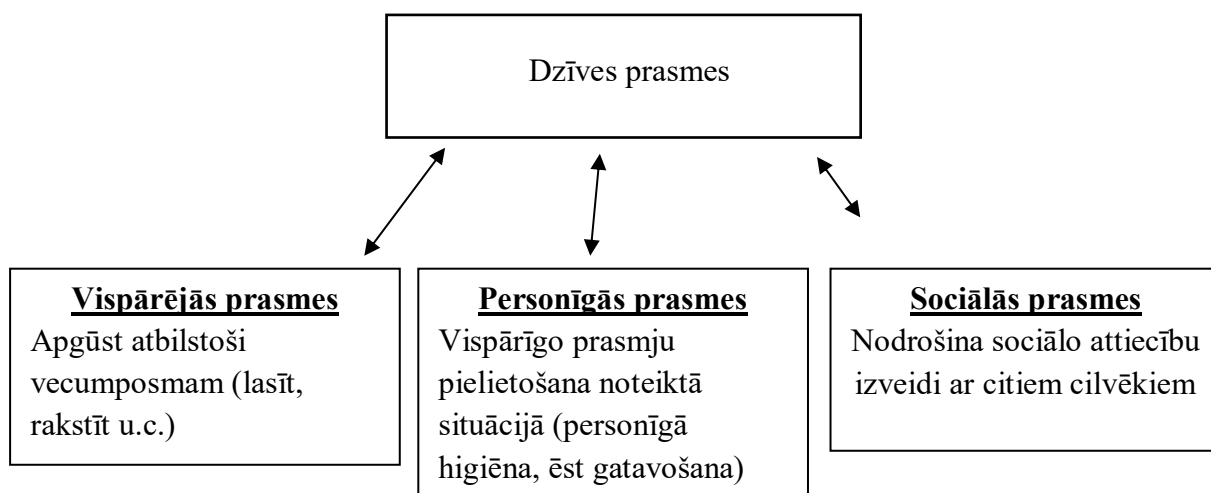 Dzīves prasmes
Vispārējās prasmes
Apgūst atbilstoši
vecumposmam (lasīt,
rakstīt u.c.)
Personīgās prasmes
Vispārīgo prasmju
pielietošana noteiktā
situācijā (personīgā
higiēna, ēst gatavošana)
Sociālās prasmes
Nodrošina sociālo attiecību
izveidi ar citiem cilvēkiem